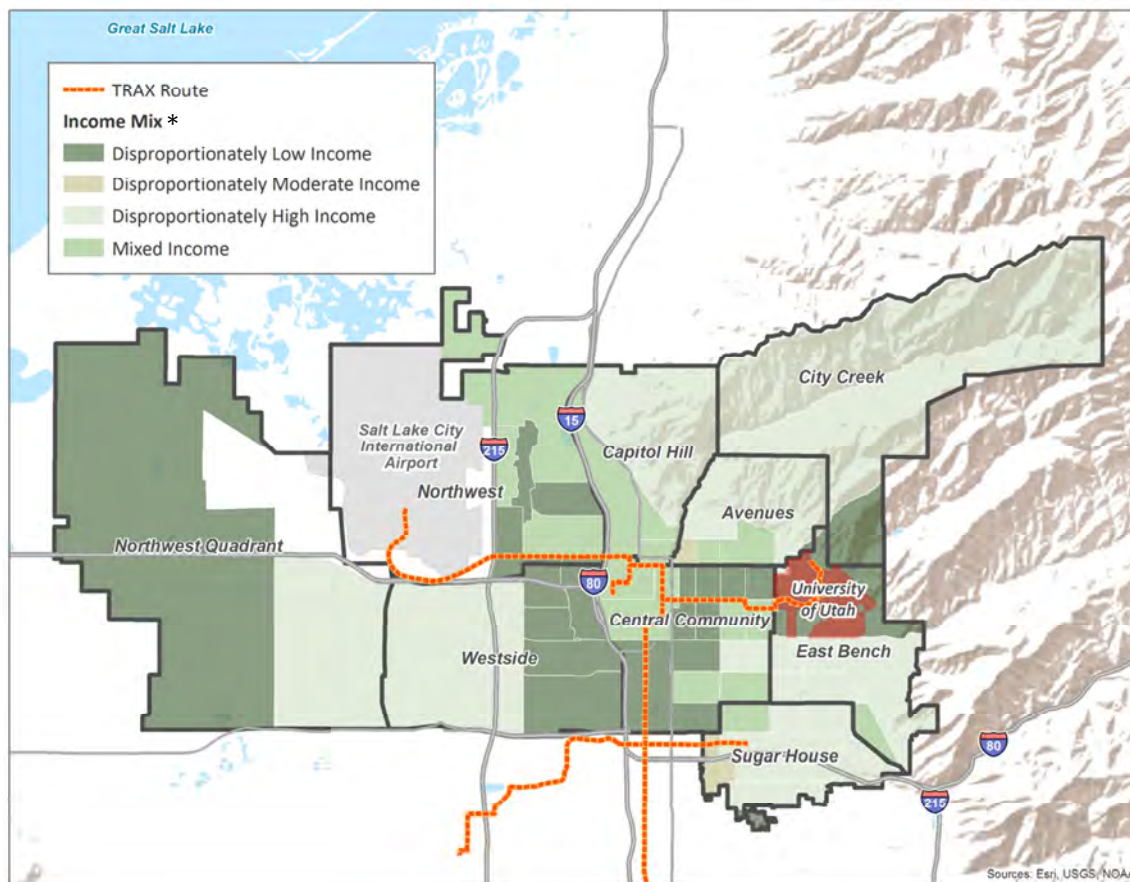 Great Salt Lake
TRAX Route
Income Mix *
Disproportionately Low Income
Disproportionately Moderate Income
Disproportionately High Income
Mixed Income
City Creek
15
Salt Lake City
International
Airport
215
Capitol Hill
Northwest
Avenues
Northwest Quadrant
80
University
of Utah
Central Community
Westside
East Bench
Sugar House
80
215
Sources: Esri, USGS, NOAA